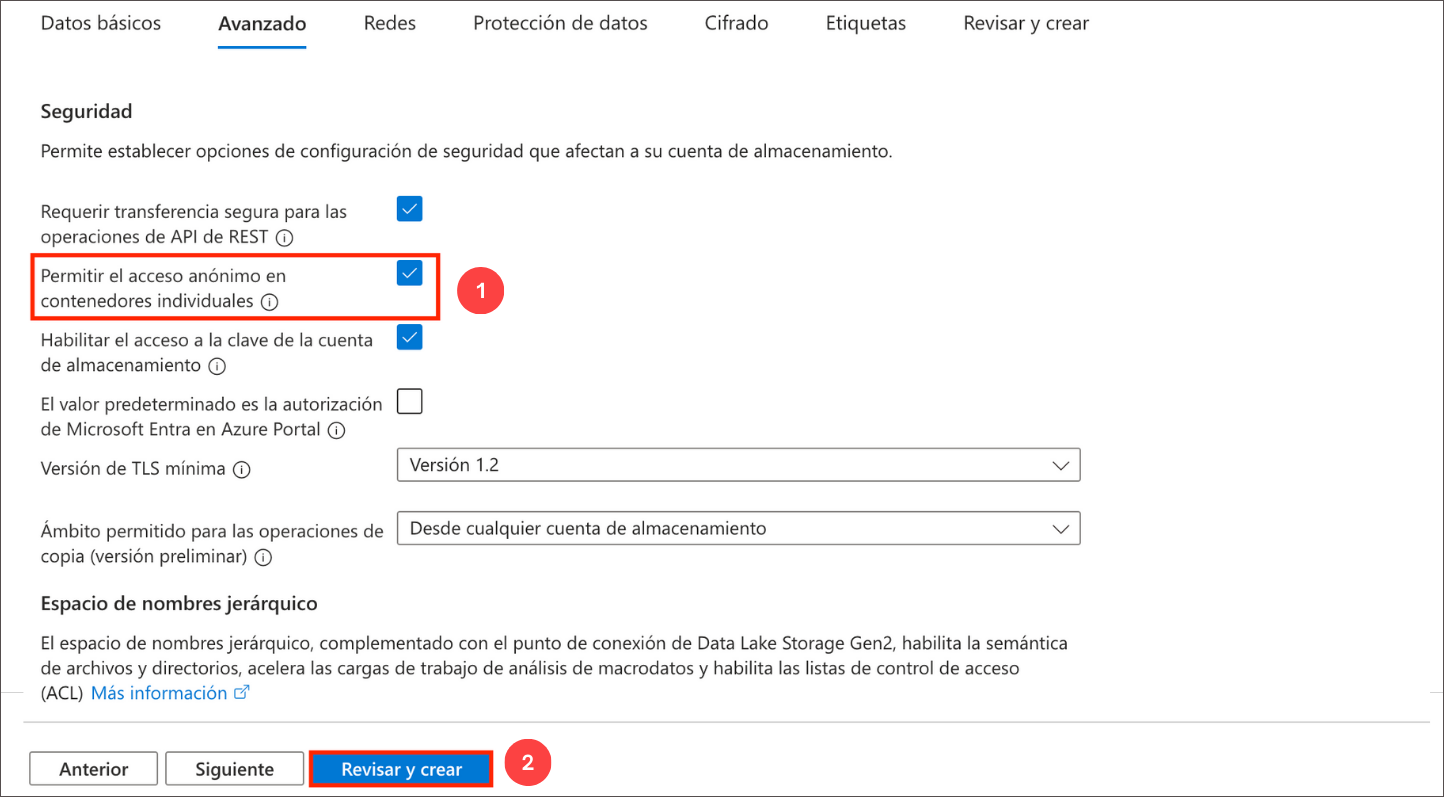 Datos básicos Avanzado Redes Protección de datos Cifrado Etiquetas Revisar y crear
Seguridad
Permite establecer opciones de configuración de seguridad que afectan a su cuenta de almacenamiento.
Requerir transferencia segura para las
operaciones de API de REST
Permitir el acceso anónimo en
contenedores individuales
1
Habilitar el acceso a la clave de la cuenta
de almacenamiento
El valor predeterminado es la autorización
de Microsoft Entra en Azure Portal
Versión de TLS mínima
Versión 1.2
Ámbito permitido para las operaciones de
copia (versión preliminar)
Desde cualquier cuenta de almacenamiento
Espacio de nombres jerárquico
El espacio de nombres jerárquico, complementado con el punto de conexión de Data Lake Storage Gen2, habilita la semántica
de archivos y directorios, acelera las cargas de trabajo de análisis de macrodatos y habilita las listas de control de acceso
(ACL) Más información
Anterior Siguiente Revisar y crear 2